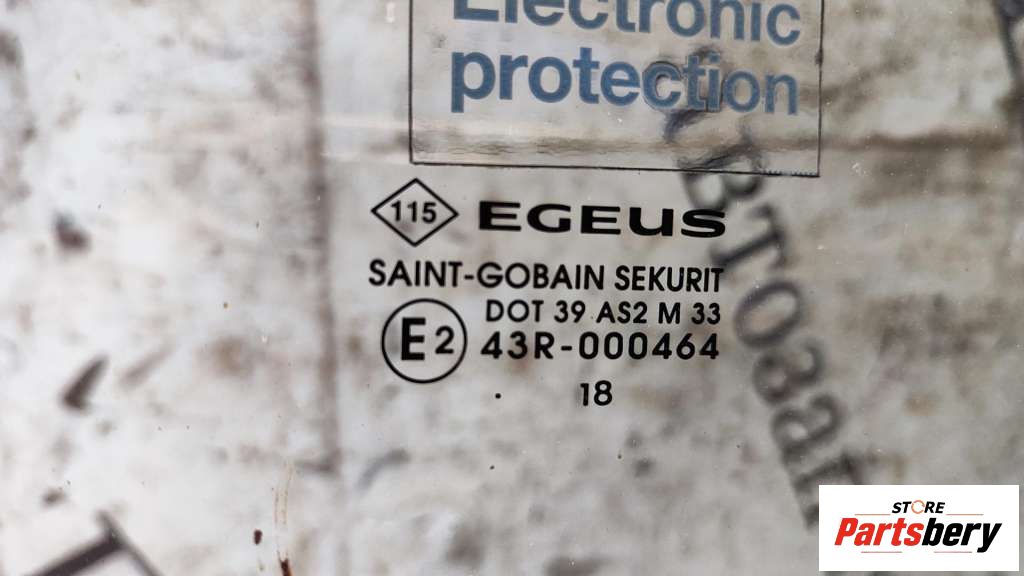 Electronic
protection
115 EGEUS
SAINT-GOBAIN SEKURIT
DOT 39 AS2 M 33
E2 43R-000464
18
STORE
Partsbery